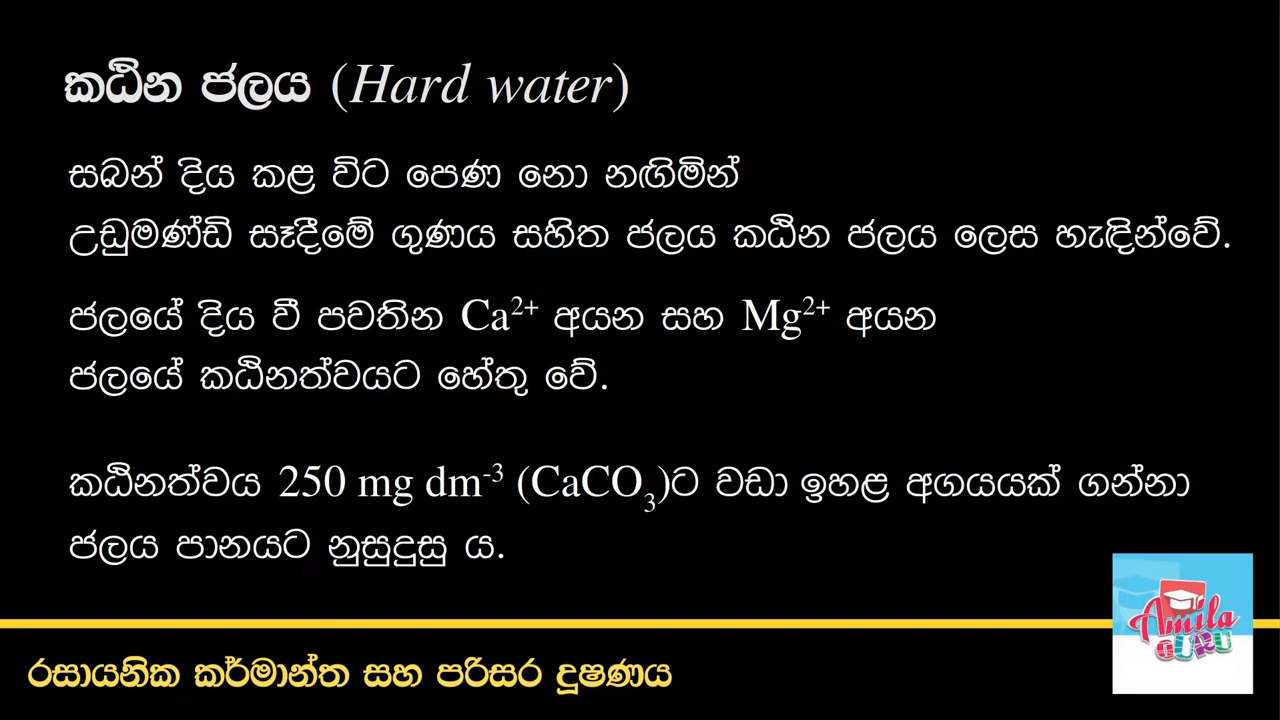 කඨින ජලය (Hard water)
සබන් දිය කළ විට පෙණ නො නඟිමින්
උඩුමණ්ඩි සෑදීමේ ගුණය සහිත ජලය කඨින ජලය ලෙස හැඳින්වේ.
ජලයේ දිය වී පවතින Ca²⁺ අයන සහ Mg²⁺ අයන
ජලයේ කඨිනත්වයට හේතු වේ.
කඨිනත්වය 250 mg dm⁻³ (CaCO₃)ට වඩා ඉහළ අගයයක් ගන්නා
ජලය පානයට නුසුදුසු ය.
Amila
GURU
රසායනික කර්මාන්ත සහ පරිසර දූෂණය